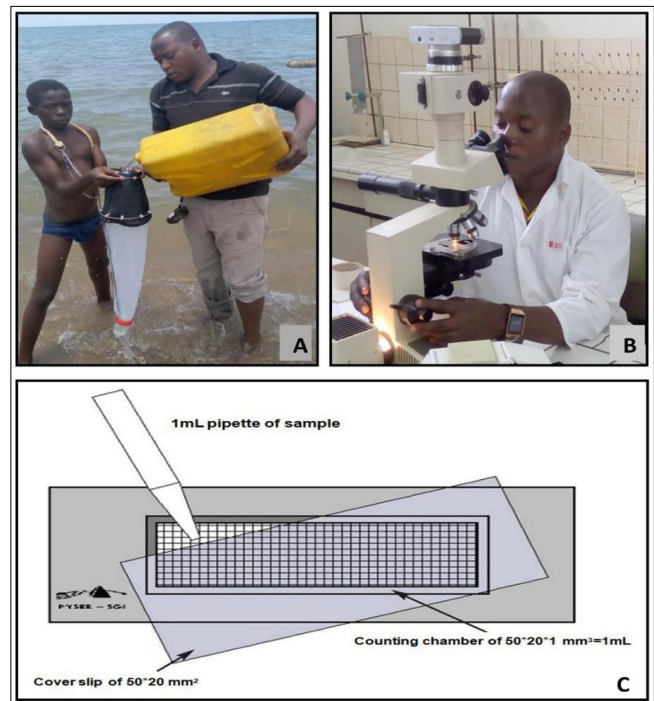 A
B
1mL pipette of sample
PYSER – SGI
Counting chamber of 50*20*1 mm³=1mL
Cover slip of 50*20 mm²
C